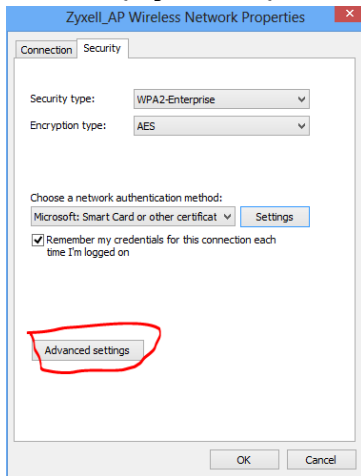 Zyxell_AP Wireless Network Properties
Connection Security
Security type: WPA2-Enterprise
Encryption type: AES
Choose a network authentication method:
Microsoft: Smart Card or other certificat Settings
Remember my credentials for this connection each
time I'm logged on
Advanced settings
OK Cancel